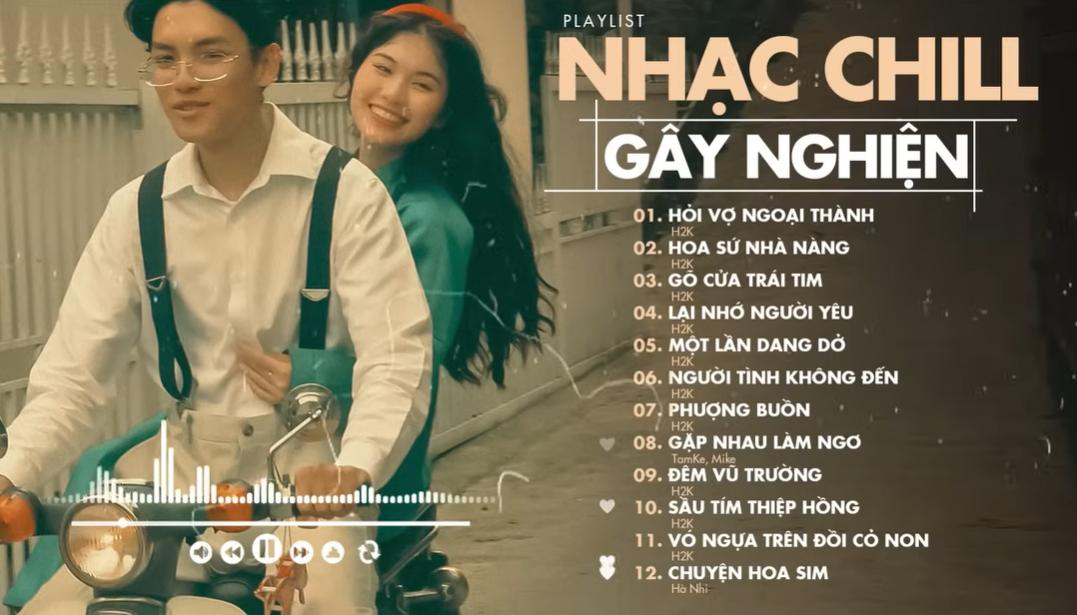 PLAYLIST
NHẠC CHILL
GÂY NGHIỆN
01. HỎI VỢ NGOẠI THÀNH
H2K
02. HOA SỨ NHÀ NÀNG
H2K
03. GÕ CỬA TRÁI TIM
H2K
04. LẠI NHỚ NGƯỜI YÊU
H2K
05. MỘT LẦN DANG DỞ
H2K
06. NGƯỜI TÌNH KHÔNG ĐẾN
H2K
07. PHƯỢNG BUỒN
H2K
08. GẶP NHAU LÀM NGƠ
TamKe, Mike
09. ĐÊM VŨ TRƯỜNG
H2K
10. SẦU TÍM THIỆP HỒNG
H2K
11. VÓ NGỰA TRÊN ĐỒI CỎ NON
H2K
12. CHUYỆN HOA SIM
Hà Nhi